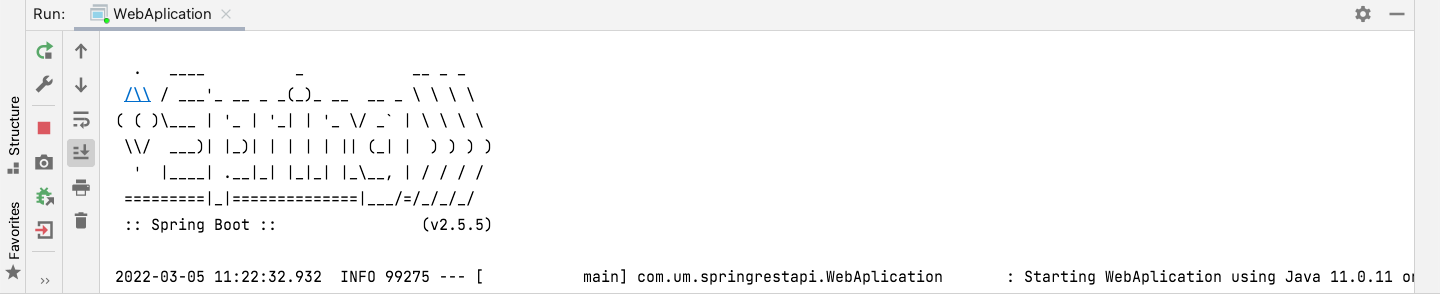 Run: WebAplication
  .   ____          _            __ _ _
 /\\ / ___'_ __ _ _(_)_ __  __ _ \ \ \ \
( ( )\___ | '_ | '_| | '_ \/ _` | \ \ \ \
 \\/  ___)| |_)| | | | | || (_| |  ) ) ) )
  '  |____| .__|_| |_|_| |_\__, | / / / /
 =========|_|==============|___/=/_/_/_/
 :: Spring Boot ::                (v2.5.5)
2022-03-05 11:22:32.932  INFO 99275 --- [           main] com.um.springrestapi.WebAplication       : Starting WebAplication using Java 11.0.11 on
Structure
Favorites